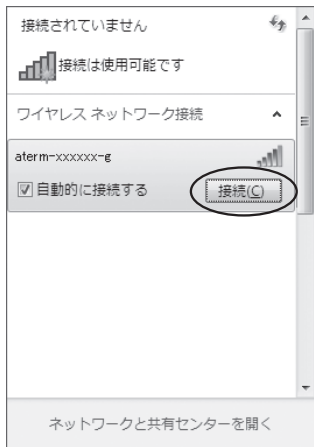 接続されていません
接続は使用可能です
ワイヤレス ネットワーク接続
aterm-xxxxxx-g
自動的に接続する
接続(C)
ネットワークと共有センターを開く